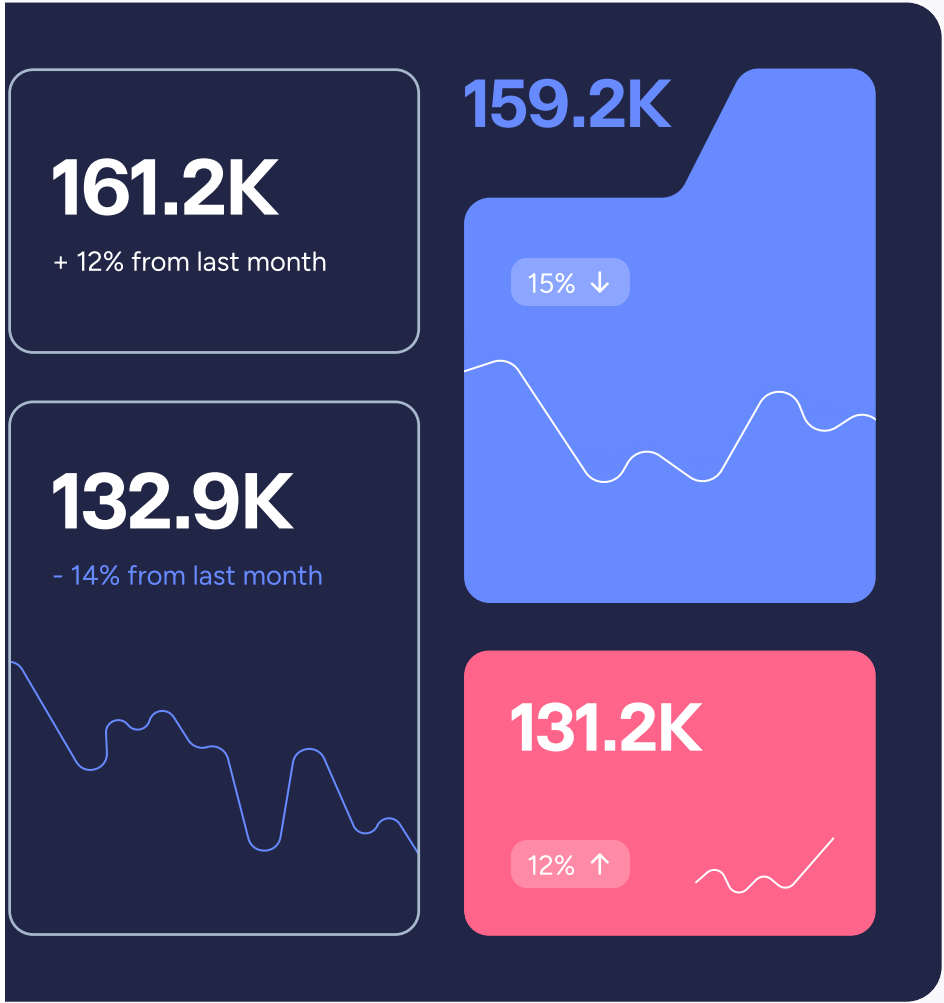 161.2K
+ 12% from last month
132.9K
- 14% from last month
159.2K
15% ↓
131.2K
12% ↑